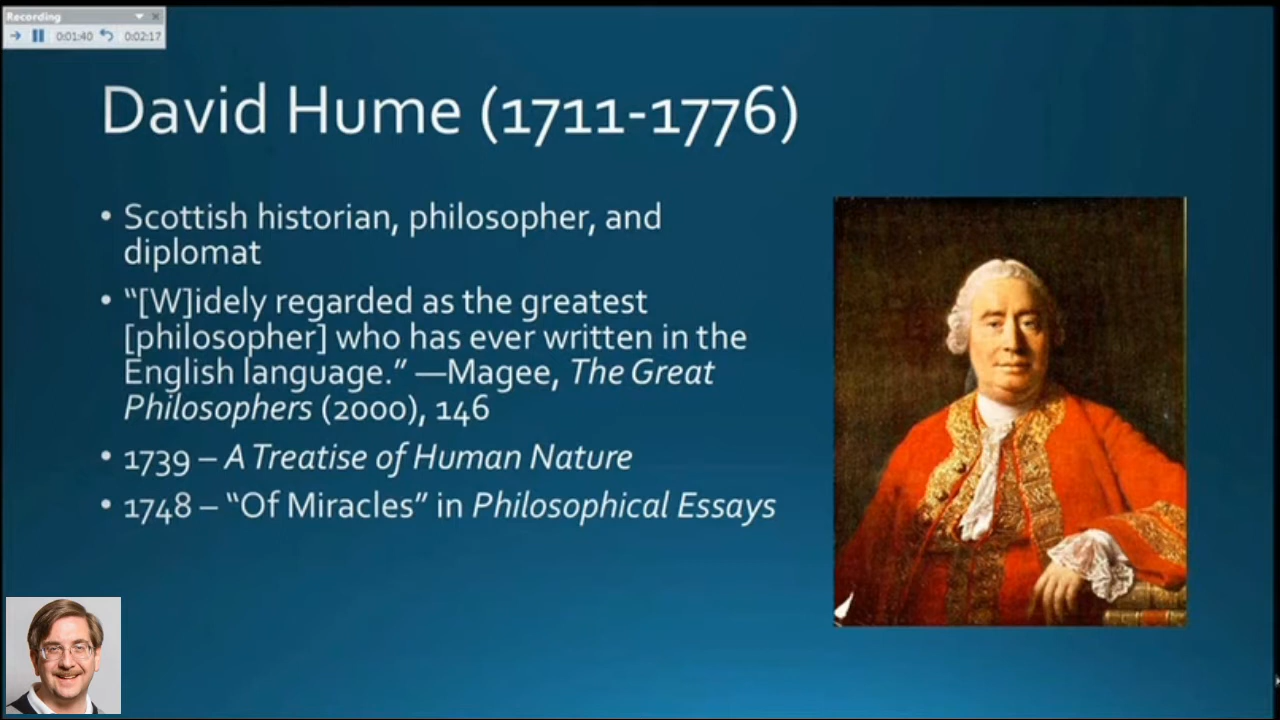 Recording
0:01:40 0:02:17
David Hume (1711-1776)
• Scottish historian, philosopher, and
diplomat
• “[W]idely regarded as the greatest
[philosopher] who has ever written in the
English language.” —Magee, The Great
Philosophers (2000), 146
• 1739 – A Treatise of Human Nature
• 1748 – “Of Miracles” in Philosophical Essays